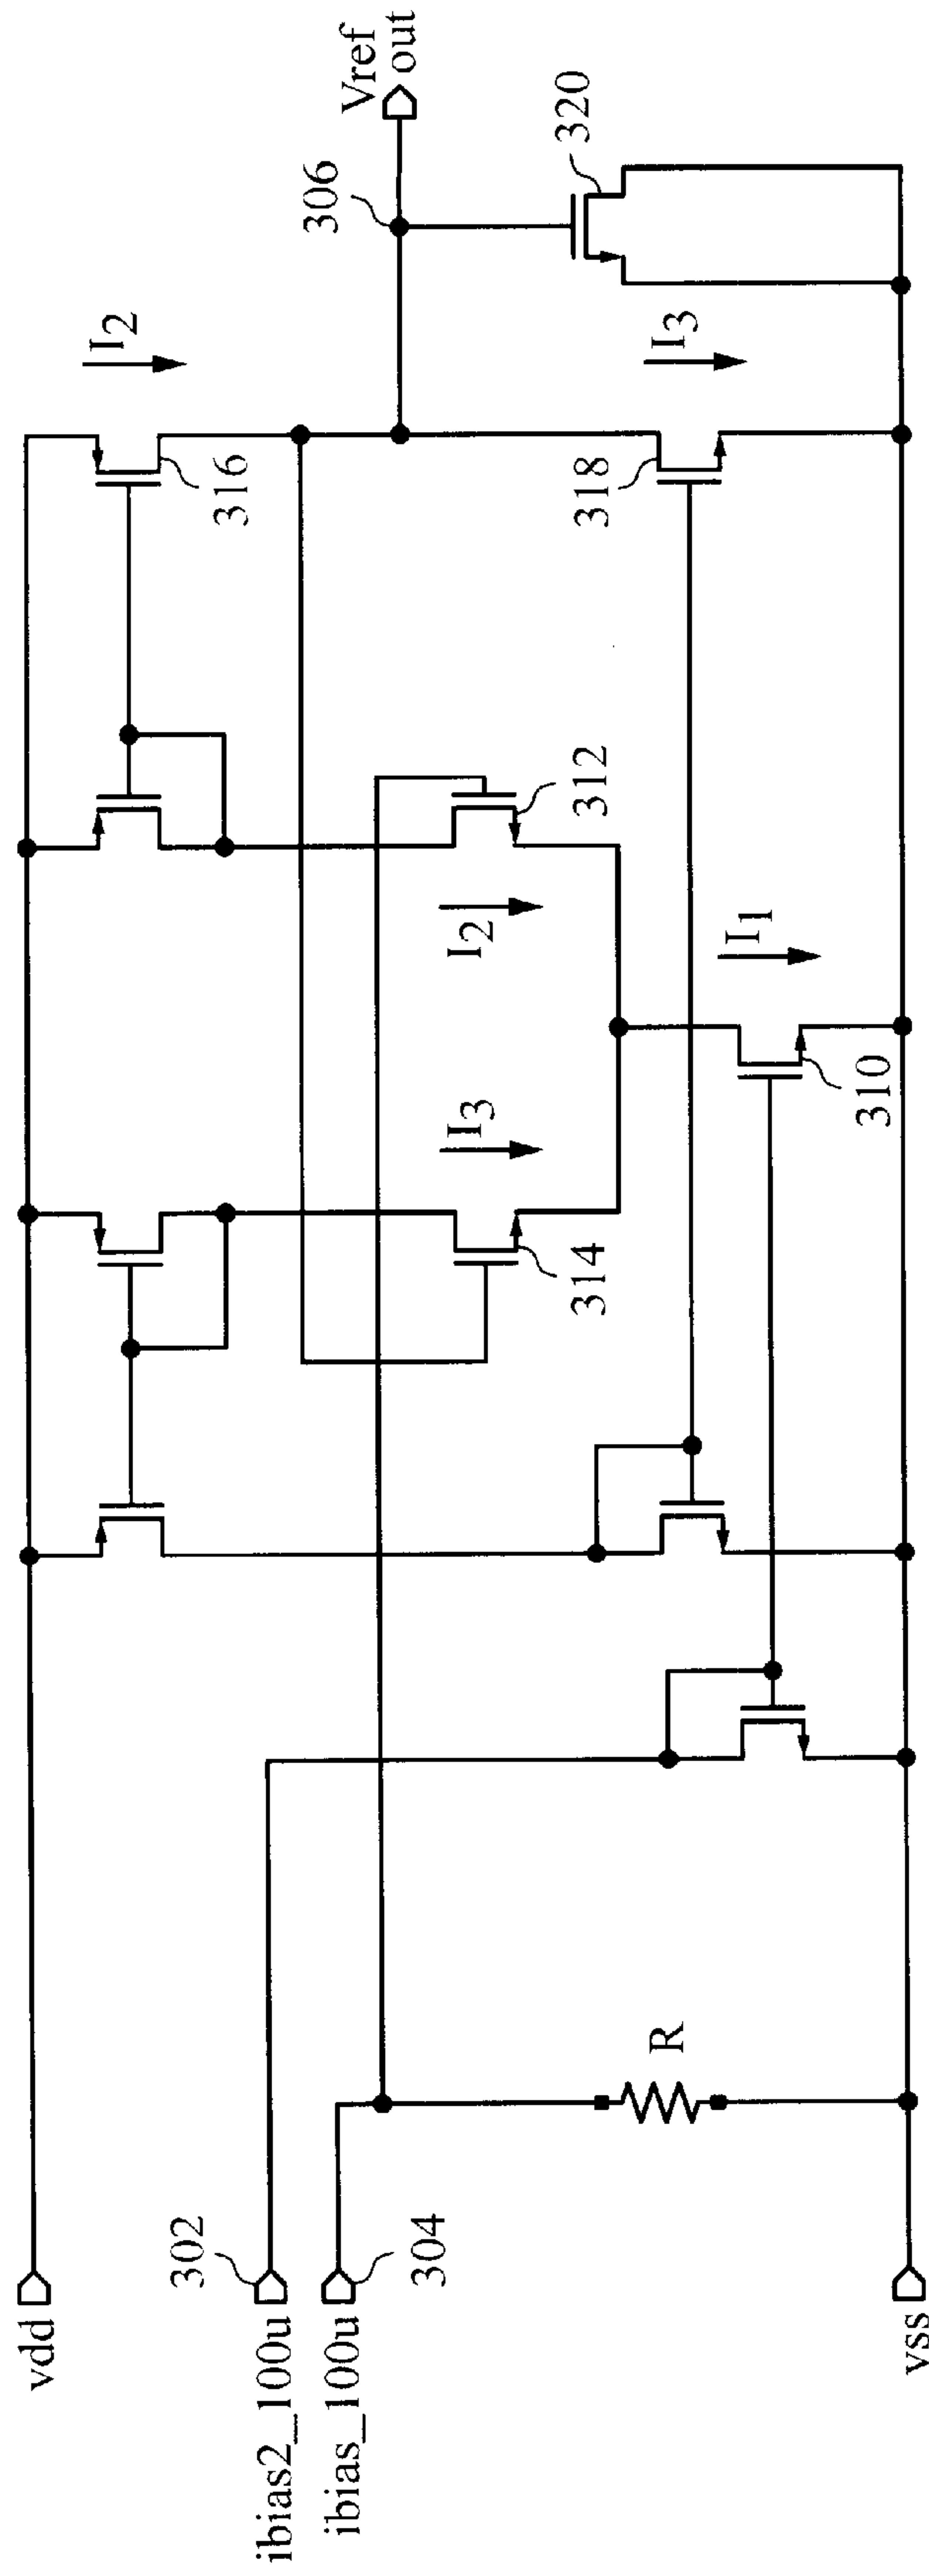 vdd
302
ibias2_100u
ibias_100u
304
vss
R
I3
314
I1
310
I2
312
I2
316
318
I3
306
Vref
out
320